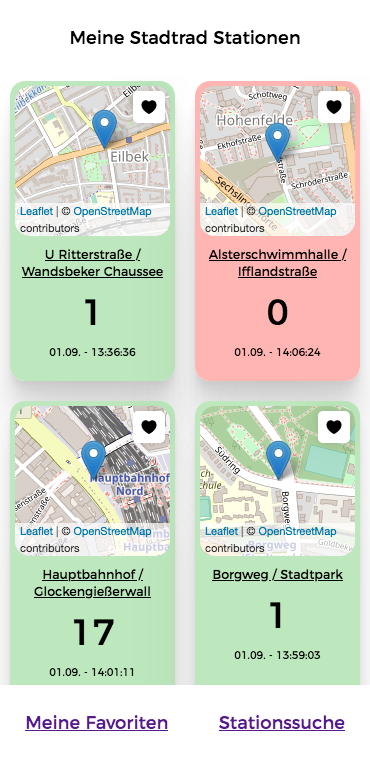 Meine Stadtrad Stationen
Eilbek
Leaflet | © OpenStreetMap
contributors
U Ritterstraße /
Wandsbeker Chaussee
1
01.09. - 13:36:36
Schottweg
Hohenfelde
Ekhofstraße
Schröderstraße
Sechsling
Leaflet | © OpenStreetMap
contributors
Alsterschwimmhalle /
Ifflandstraße
0
01.09. - 14:06:24
Hauptbahnhof
Nord
Leaflet | © OpenStreetMap
contributors
Hauptbahnhof /
Glockengießerwall
17
01.09. - 14:01:11
Südring
Borgweg
Leaflet | © OpenStreetMap
contributors
Borgweg
Borgweg / Stadtpark
1
01.09. - 13:59:03
Meine Favoriten
Stationssuche